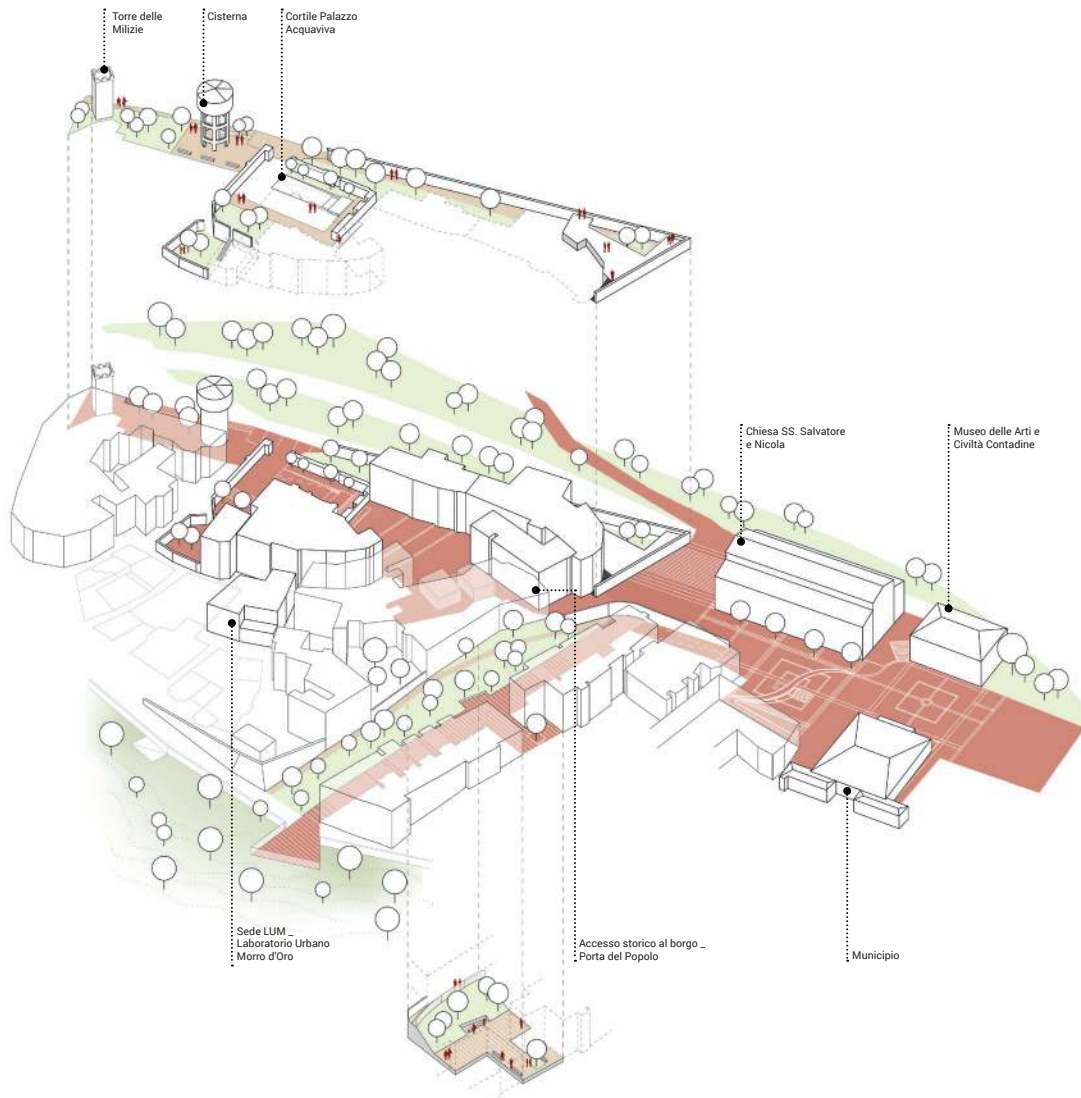 Torre delle
Milizie
Cisterna
Cortile Palazzo
Acquaviva
Chiesa SS. Salvatore
e Nicola
Museo delle Arti e
Civiltà Contadine
Sede LUM _
Laboratorio Urbano
Morro d'Oro
Accesso storico al borgo _
Porta del Popolo
Municipio